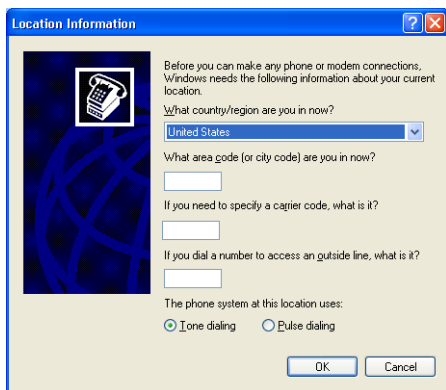 Location Information
Before you can make any phone or modem connections,
Windows needs the following information about your current
location.
What country/region are you in now?
United States
What area code (or city code) are you in now?
If you need to specify a carrier code, what is it?
If you dial a number to access an outside line, what is it?
The phone system at this location uses:
Tone dialing Pulse dialing
OK Cancel